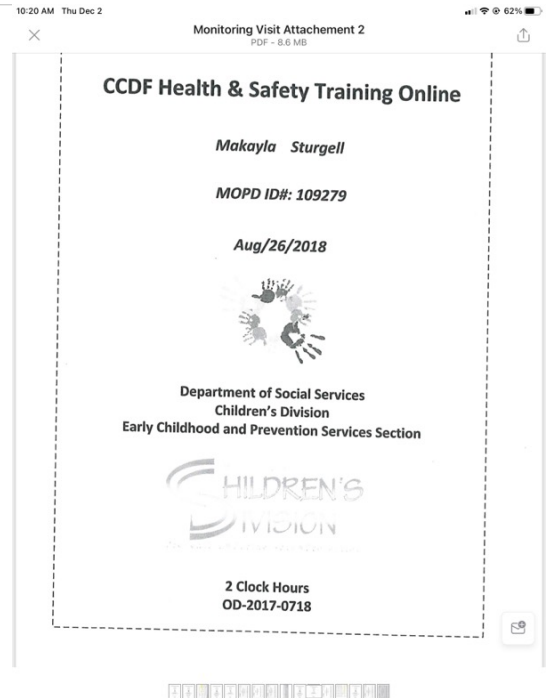 10:20 AM Thu Dec 2
62%
Monitoring Visit Attachement 2
PDF - 8.6 MB
CCDF Health & Safety Training Online
Makayla Sturgell
MOPD ID#: 109279
Aug/26/2018
Department of Social Services
Children's Division
Early Childhood and Prevention Services Section
CHILDREN'S
DIVISION
2 Clock Hours
OD-2017-0718